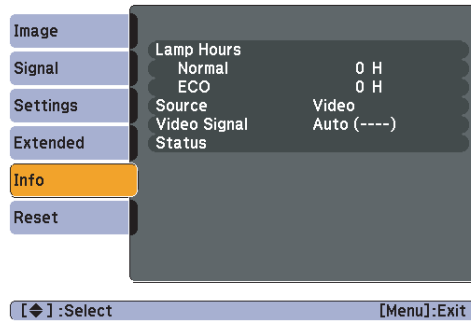 Image
Signal
Settings
Extended
Info
Reset
Lamp Hours
Normal 0 H
ECO 0 H
Source Video
Video Signal Auto (----)
Status
[◆] :Select [Menu]:Exit